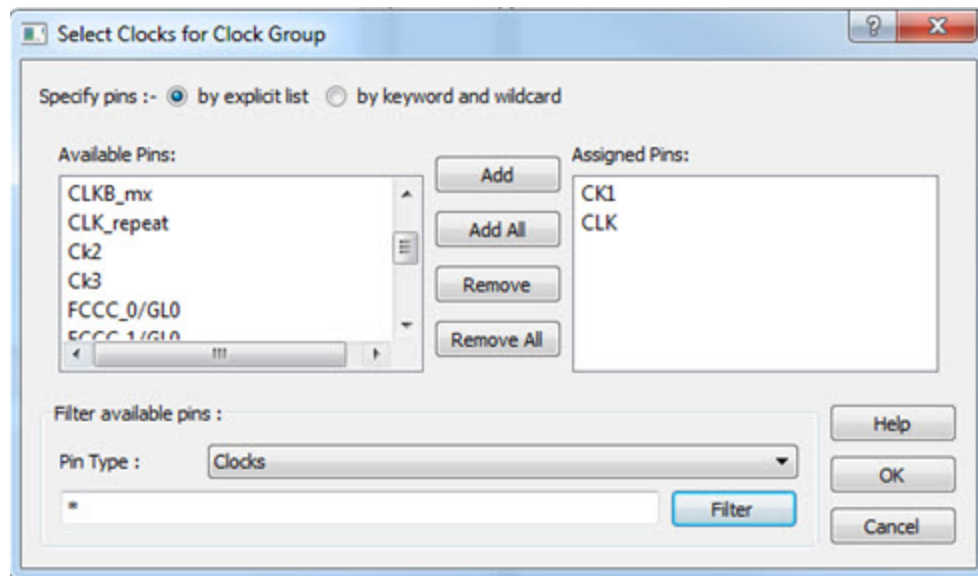 Select Clocks for Clock Group
Specify pins :- by explicit list by keyword and wildcard
Available Pins:
CLKB_mx
CLK_repeat
Ck2
Ck3
FCCC_0/GL0
FCCC_1/GL0
Add
Add All
Remove
Remove All
Assigned Pins:
CK1
CLK
Filter available pins :
Pin Type : Clocks
*
Filter
Help
OK
Cancel